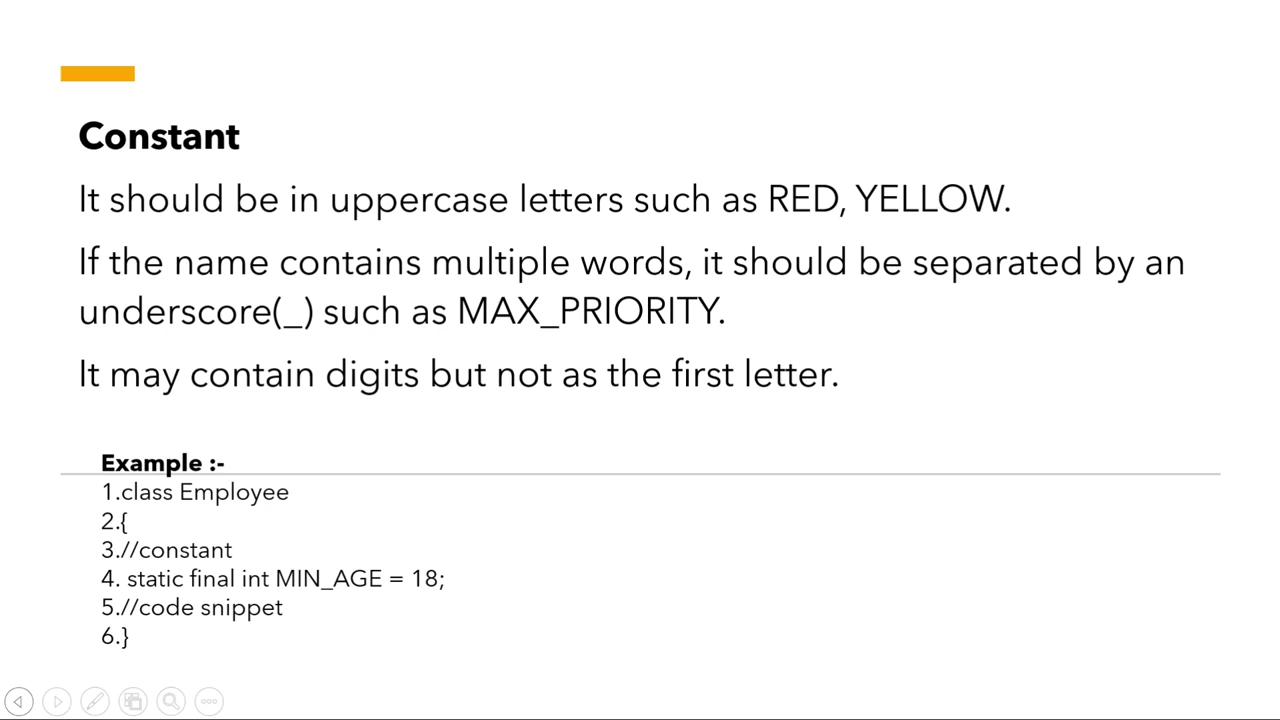 Constant
It should be in uppercase letters such as RED, YELLOW.
If the name contains multiple words, it should be separated by an
underscore(_) such as MAX_PRIORITY.
It may contain digits but not as the first letter.
Example :-
1.class Employee
2.{
3.//constant
4. static final int MIN_AGE = 18;
5.//code snippet
6.}